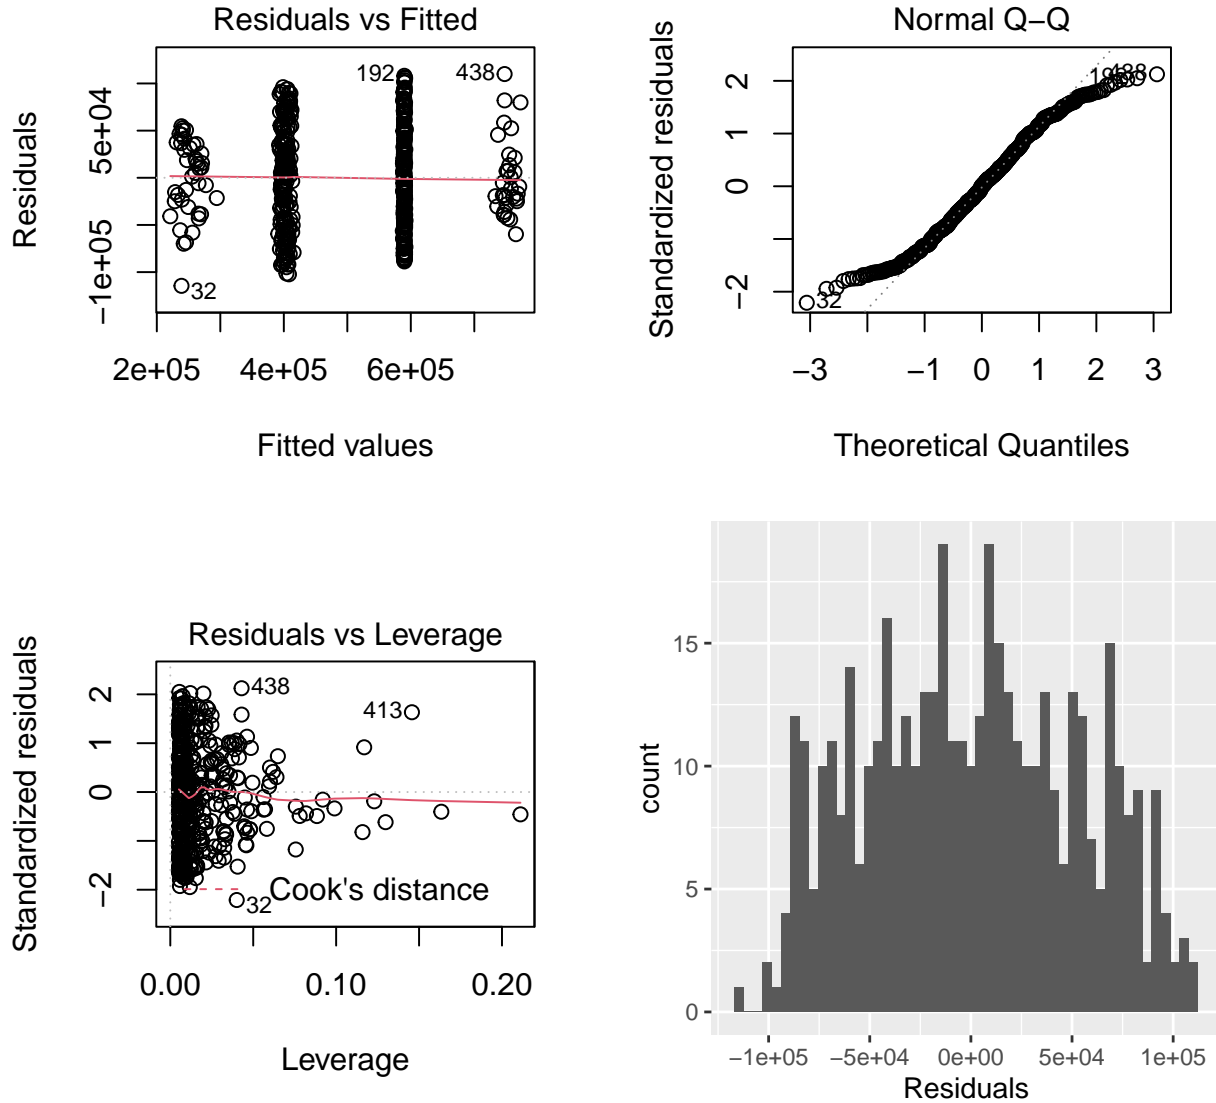 Residuals vs Fitted
Residuals
5e+04
−1e+05
192
438
32
2e+05 4e+05 6e+05
Fitted values
Normal Q−Q
Standardized residuals
2
1
0
−2
438
32
−3 −1 0 1 2 3
Theoretical Quantiles
Residuals vs Leverage
Standardized residuals
2
1
0
−2
438
413
32
Cook's distance
0.00 0.10 0.20
Leverage
count
15
10
5
0
−1e+05 −5e+04 0e+00 5e+04 1e+05
Residuals